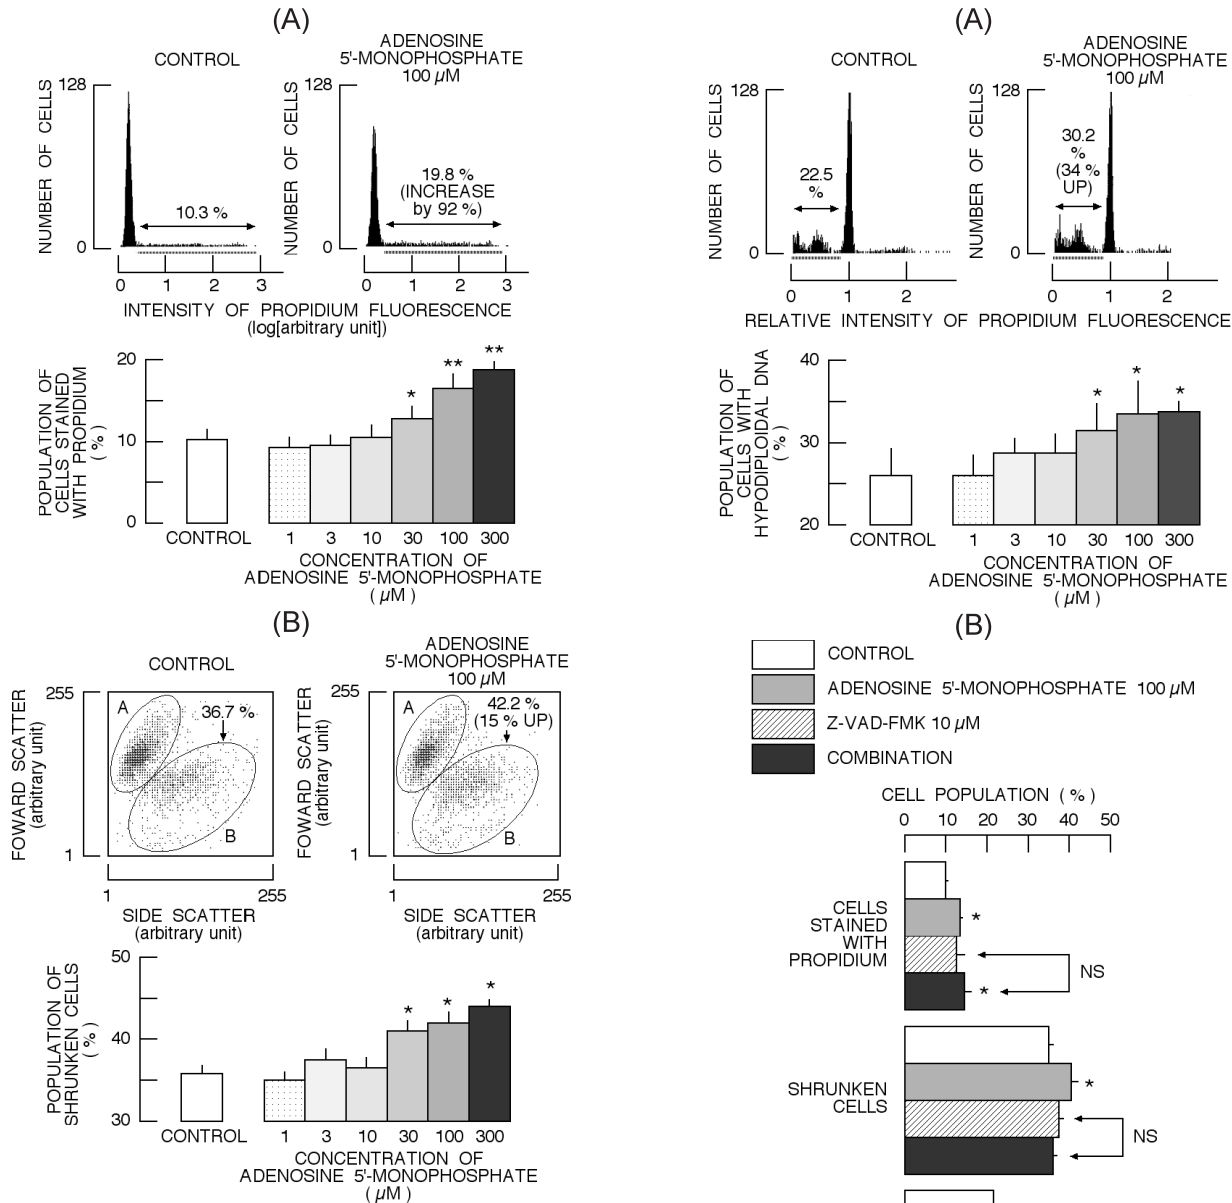 (A)
CONTROL
ADENOSINE
5'-MONOPHOSPHATE
100 µM
NUMBER OF CELLS
128
0
10.3 %
NUMBER OF CELLS
128
0
19.8 %
(INCREASE
by 92 %)
0 1 2 3
0 1 2 3
INTENSITY OF PROPIDIUM FLUORESCENCE
(log[arbitrary unit])
POPULATION OF
CELLS STAINED
WITH PROPIDIUM
( % )
20
10
0
*
**
**
CONTROL
1 3 10 30 100 300
CONCENTRATION OF
ADENOSINE 5'-MONOPHOSPHATE
( µM )
(B)
CONTROL
ADENOSINE
5'-MONOPHOSPHATE
100 µM
FOWARD SCATTER
(arbitrary unit)
255
1
A
36.7 %
B
FOWARD SCATTER
(arbitrary unit)
255
1
A
42.2 %
(15 % UP)
B
1 255
1 255
SIDE SCATTER
(arbitrary unit)
SIDE SCATTER
(arbitrary unit)
POPULATION OF
SHRUNKEN CELLS
( % )
50
40
30
*
*
*
CONTROL
1 3 10 30 100 300
CONCENTRATION OF
ADENOSINE 5'-MONOPHOSPHATE
( µM )
(A)
CONTROL
ADENOSINE
5'-MONOPHOSPHATE
100 µM
NUMBER OF CELLS
128
0
22.5
%
NUMBER OF CELLS
128
0
30.2
%
(34 %
UP)
0 1 2
0 1 2
RELATIVE INTENSITY OF PROPIDIUM FLUORESCENCE
POPULATION OF
CELLS WITH
HYPODIPLOIDAL DNA
( % )
40
30
20
*
*
*
CONTROL
1 3 10 30 100 300
CONCENTRATION OF
ADENOSINE 5'-MONOPHOSPHATE
( µM )
(B)
CONTROL
ADENOSINE 5'-MONOPHOSPHATE 100 µM
Z-VAD-FMK 10 µM
COMBINATION
CELL POPULATION ( % )
0 10 20 30 40 50
CELLS
STAINED
WITH
PROPIDIUM
*
*
NS
SHRUNKEN
CELLS
*
NS